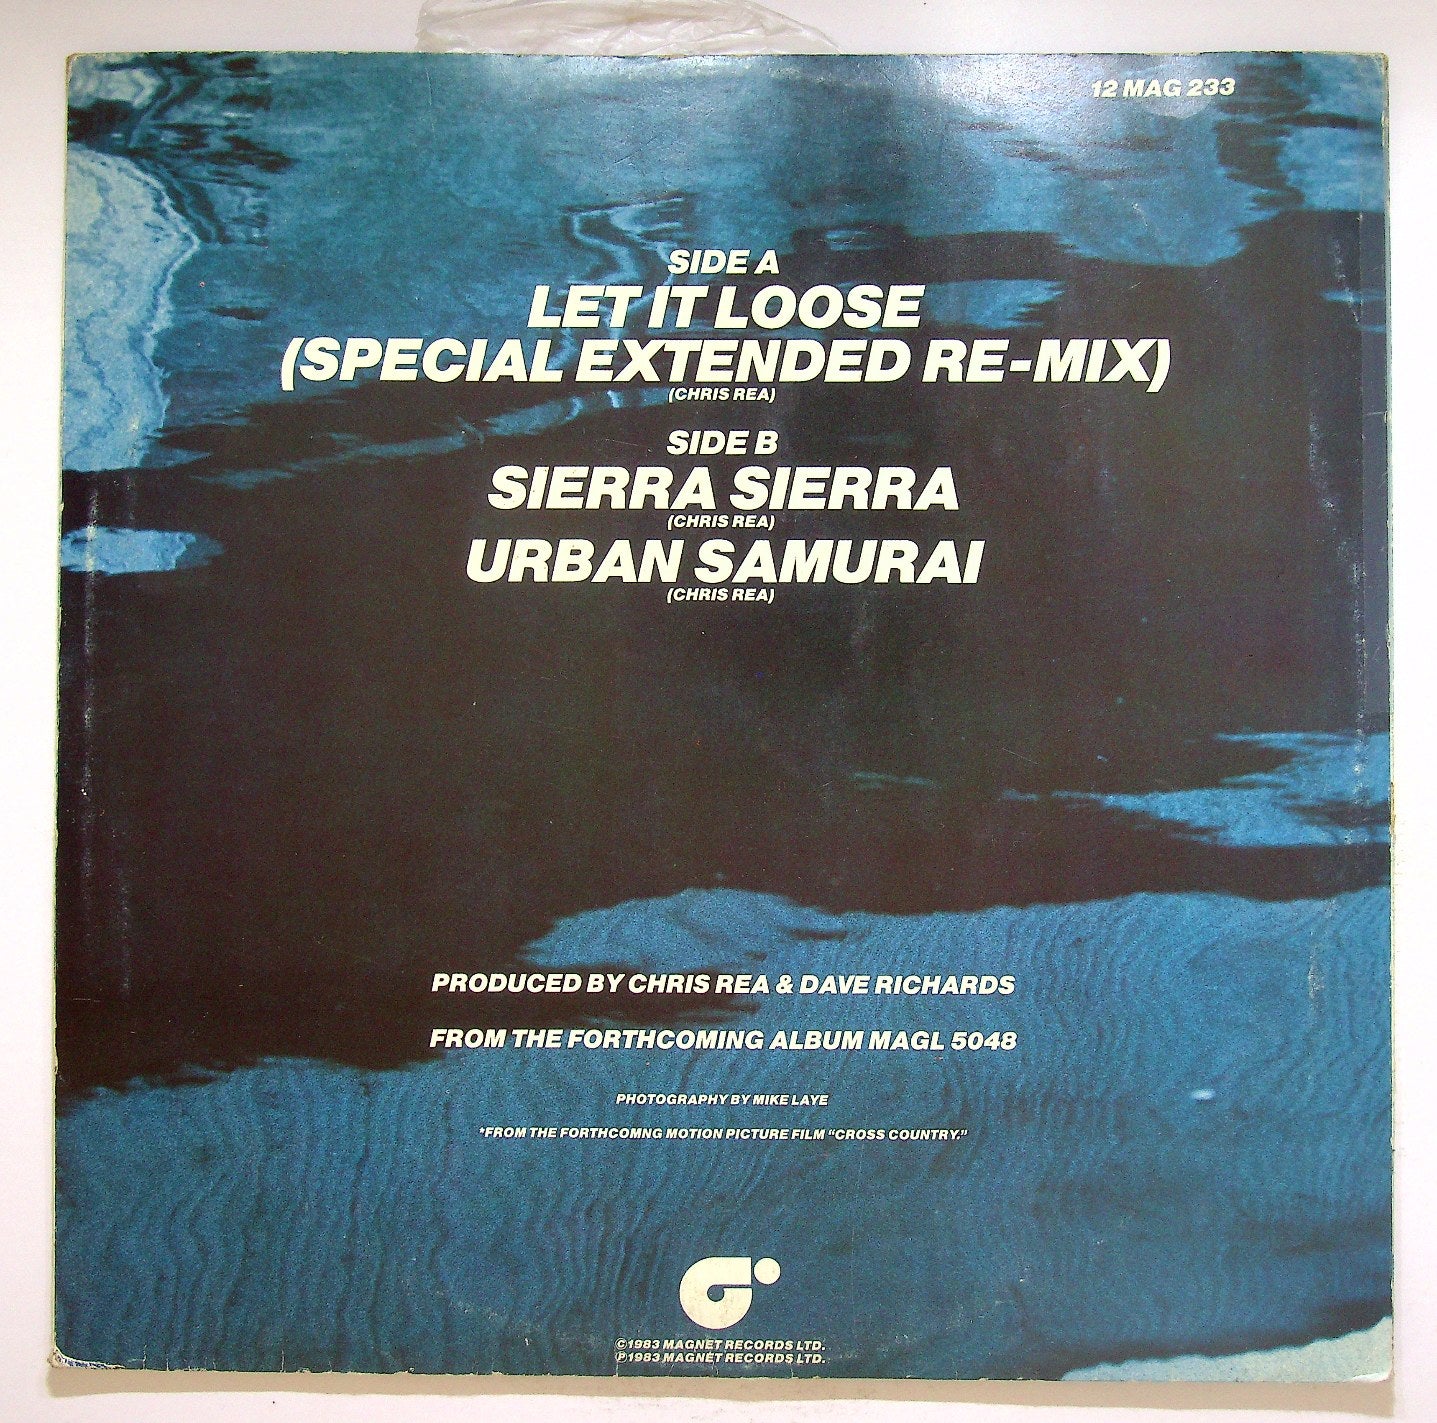 12 MAG 233
SIDE A
LET IT LOOSE
(SPECIAL EXTENDED RE-MIX)
(CHRIS REA)
SIDE B
SIERRA SIERRA
(CHRIS REA)
URBAN SAMURAI
(CHRIS REA)
PRODUCED BY CHRIS REA & DAVE RICHARDS
FROM THE FORTHCOMING ALBUM MAGL 5048
PHOTOGRAPHY BY MIKE LAYE
*FROM THE FORTHCOMNG MOTION PICTURE FILM “CROSS COUNTRY.”
©1983 MAGNET RECORDS LTD.
℗1983 MAGNET RECORDS LTD.